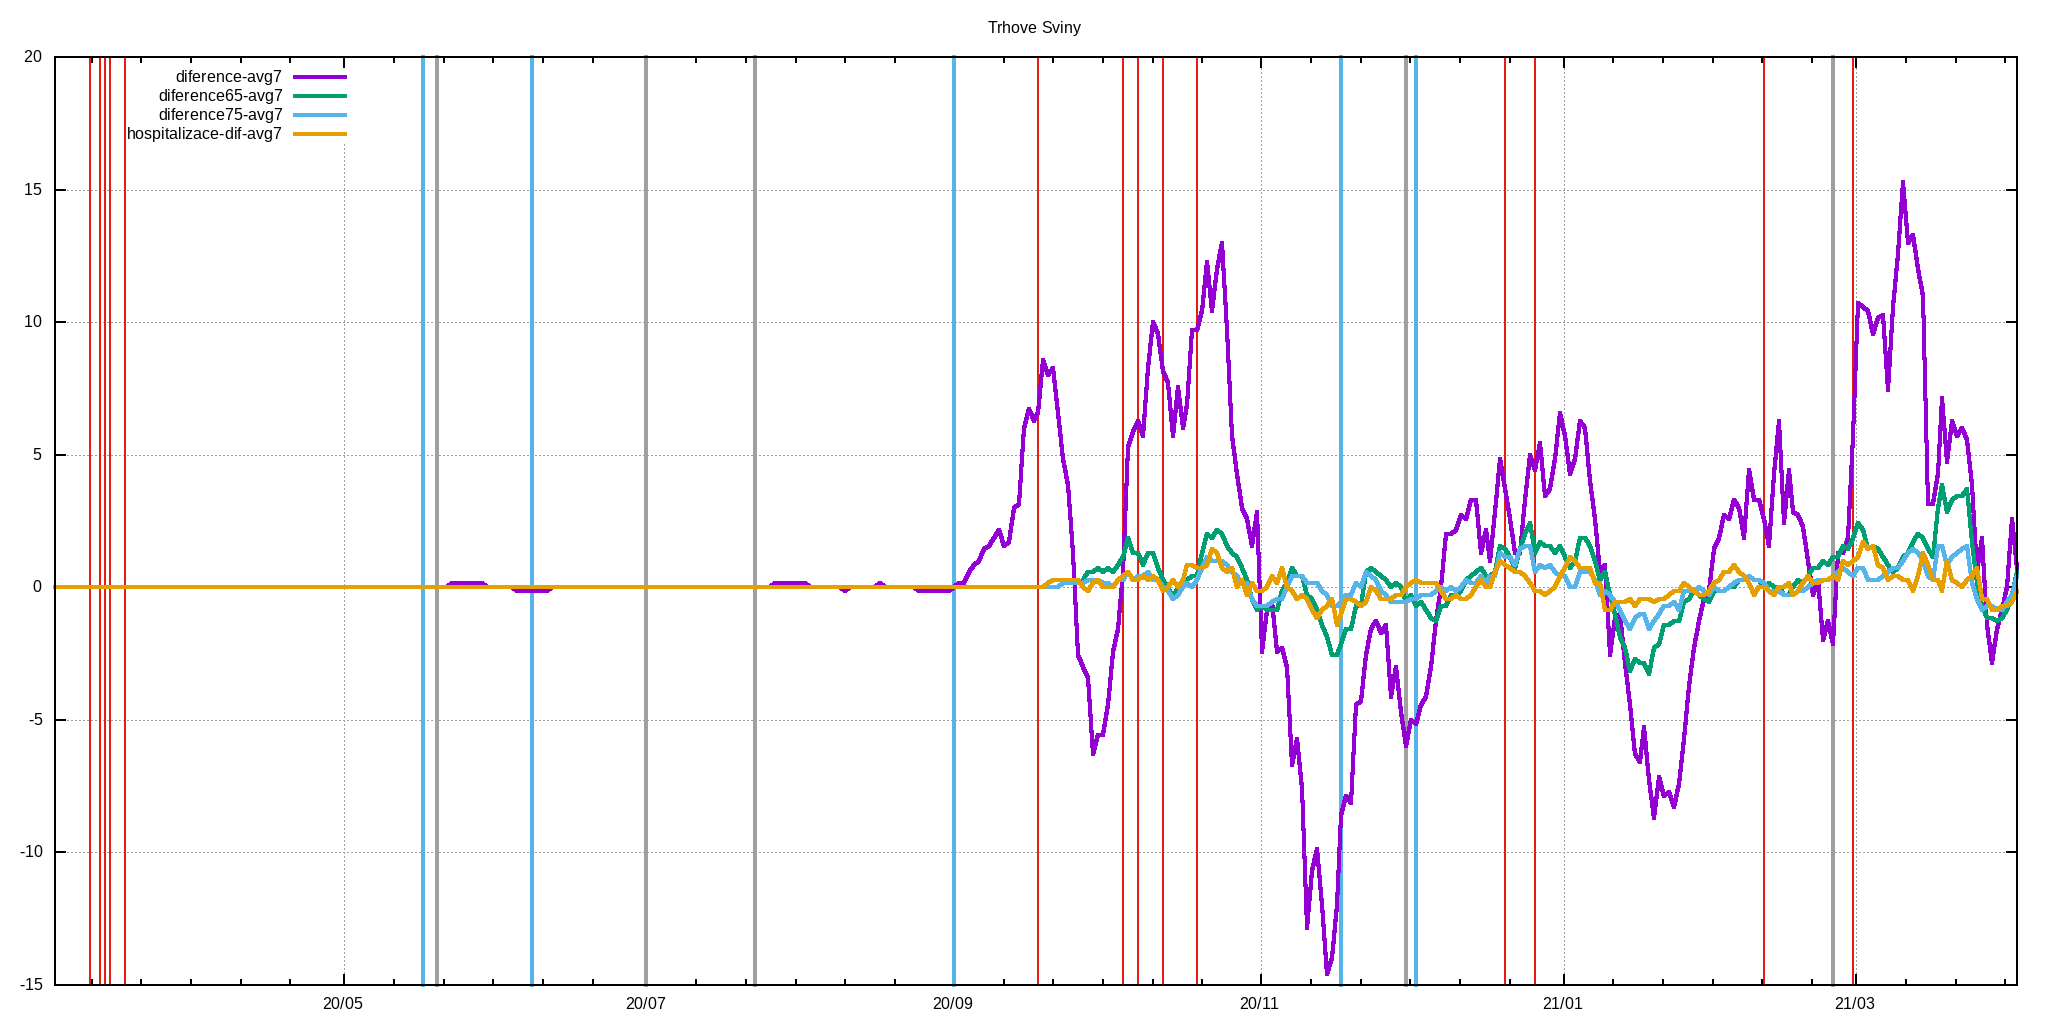 Trhove Sviny
20
diference-avg7
diference65-avg7
diference75-avg7
hospitalizace-dif-avg7
15
10
5
0
-5
-10
-15
20/05 20/07 20/09 20/11 21/01 21/03